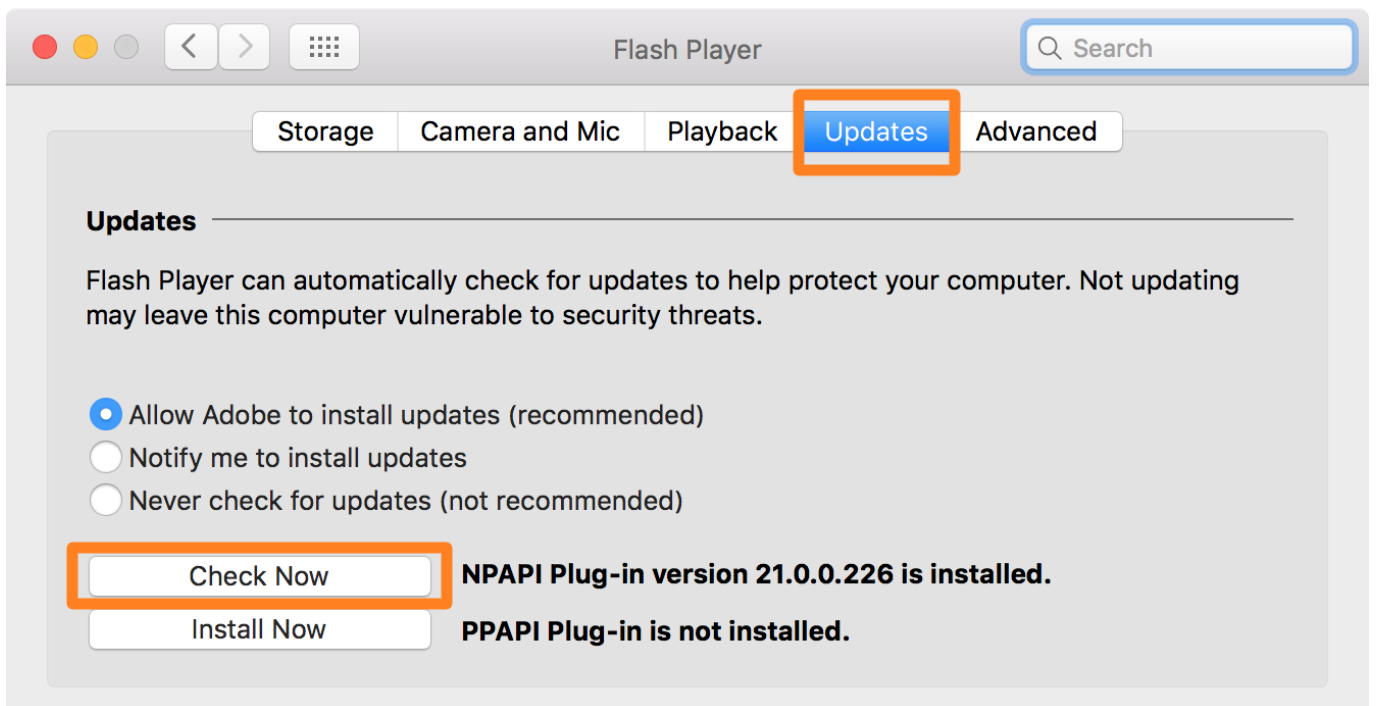 Flash Player
Search
Storage Camera and Mic Playback Updates Advanced
Updates
Flash Player can automatically check for updates to help protect your computer. Not updating
may leave this computer vulnerable to security threats.
Allow Adobe to install updates (recommended)
Notify me to install updates
Never check for updates (not recommended)
Check Now NPAPI Plug-in version 21.0.0.226 is installed.
Install Now PPAPI Plug-in is not installed.